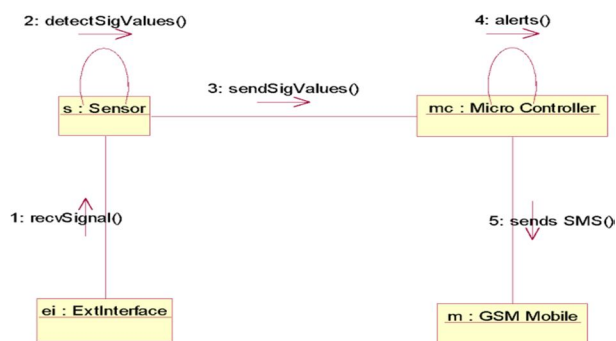 2: detectSigValues()
4: alerts()
3: sendSigValues()
s : Sensor
mc : Micro Controller
1: recvSignal()
5: sends SMS()
ei : ExtInterface
m : GSM Mobile